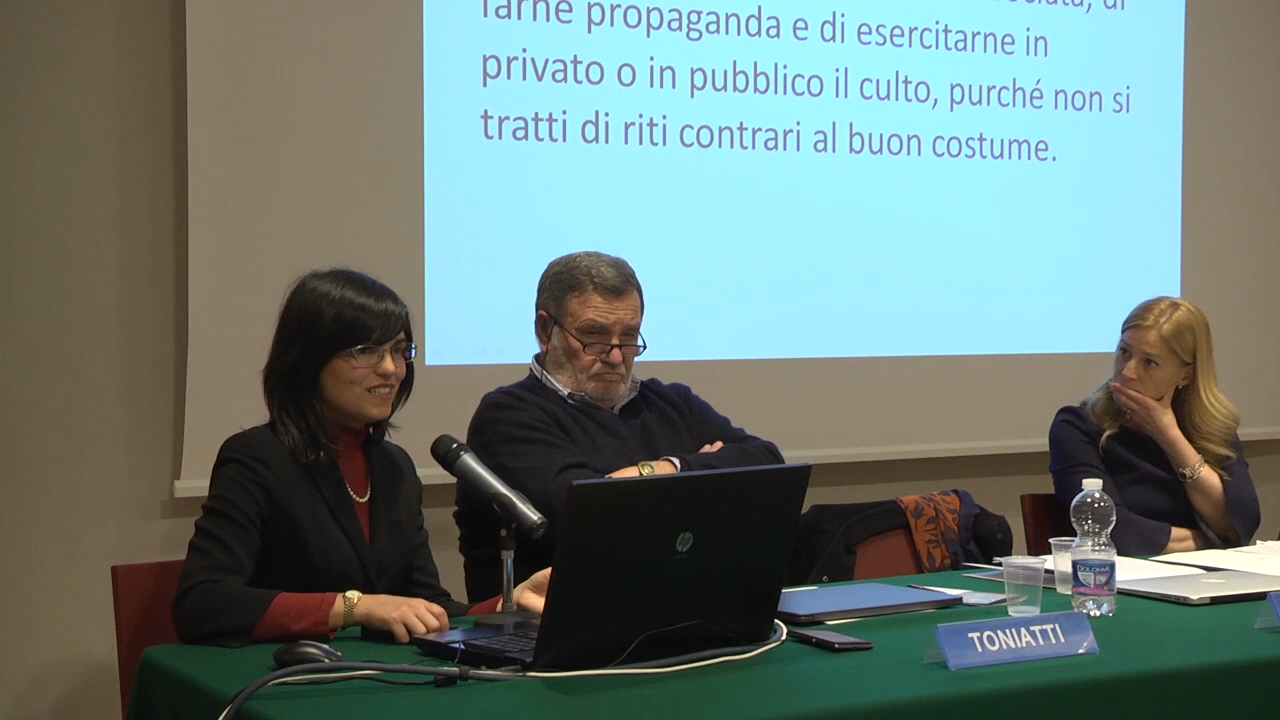 farne propaganda e di esercitarne in
privato o in pubblico il culto, purché non si
tratti di riti contrari al buon costume.
hp
TONIATTI